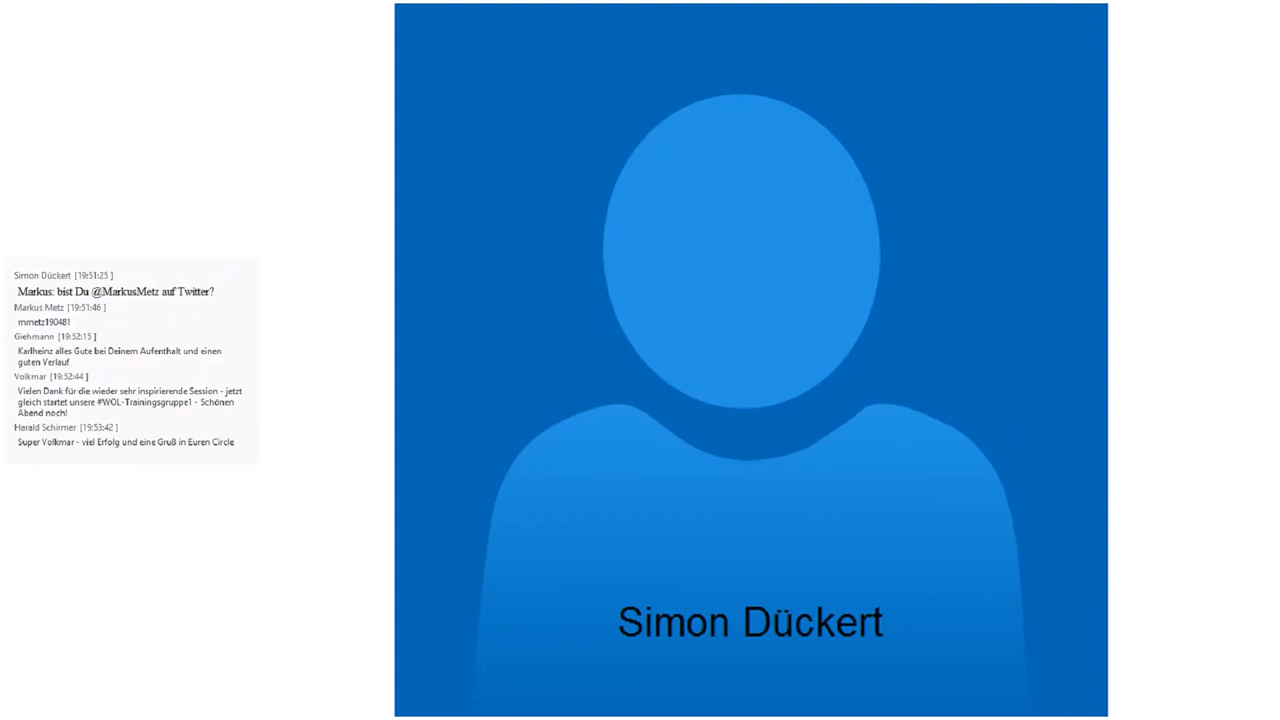 Simon Dückert [19:51:25 ]
Markus: bist Du @MarkusMetz auf Twitter?
Markus Metz [19:51:46 ]
mmetz190481
Giehmann [19:52:15 ]
Karlheinz alles Gute bei Deinem Aufenthalt und einen
guten Verlauf
Volkmar [19:52:44 ]
Vielen Dank für die wieder sehr inspirierende Session - jetzt
gleich startet unsere #WOL-Trainingsgruppe1 - Schönen
Abend noch!
Harald Schirmer [19:53:42 ]
Super Volkmar - viel Erfolg und eine Gruß in Euren Circle
Simon Dückert